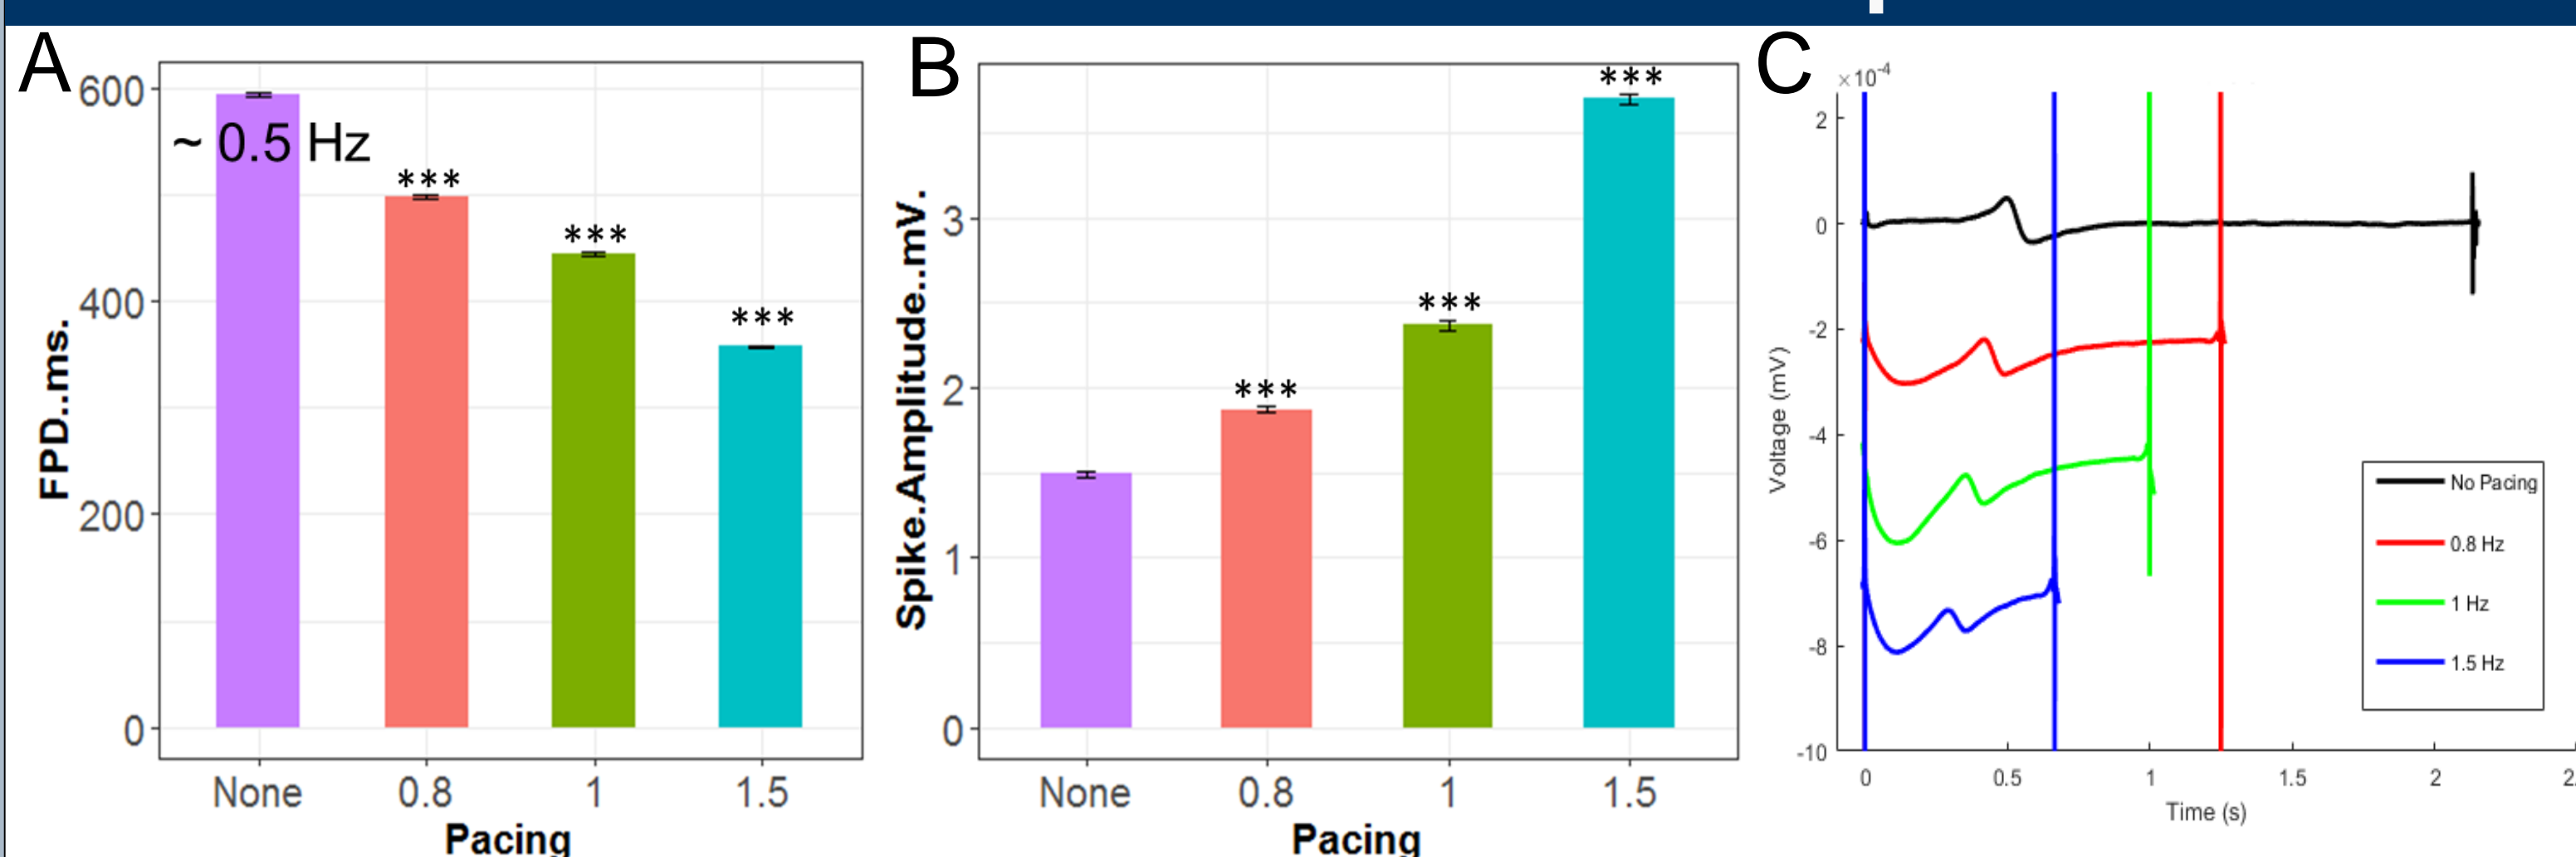 A
600
400
200
0
FPD..ms.
~ 0.5 Hz
***
***
***
None 0.8 1 1.5
Pacing
B
3
2
1
0
Spike.Amplitude..mV.
***
***
***
None 0.8 1 1.5
Pacing
C
×10⁻⁴
2
0
-2
-4
-6
-8
-10
Voltage (mV)
0 0.5 1 1.5 2 2.
Time (s)
No Pacing
0.8 Hz
1 Hz
1.5 Hz